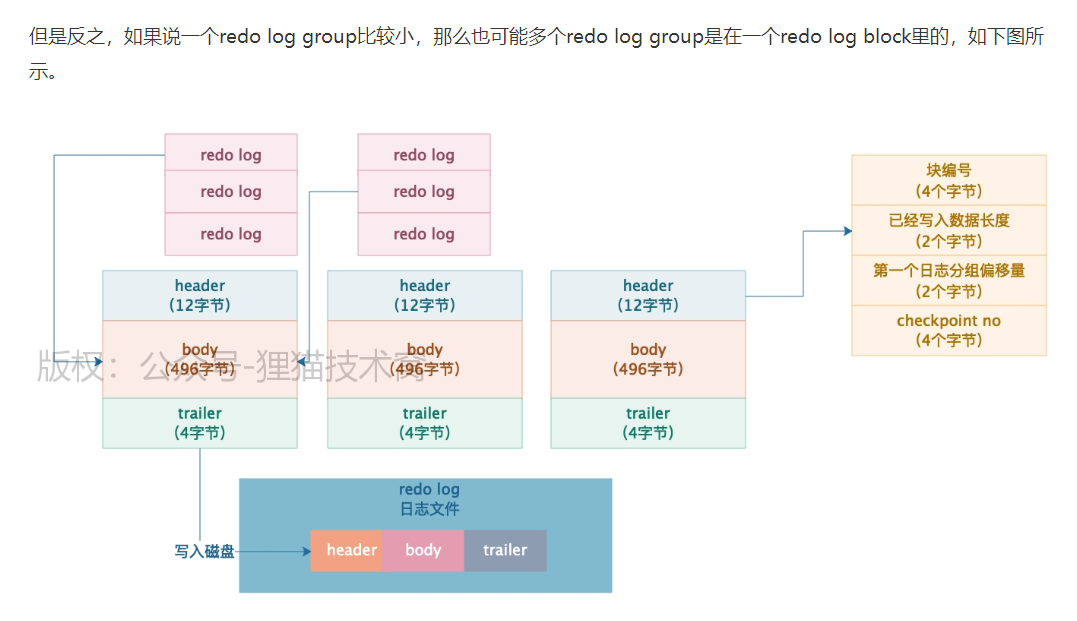 但是反之，如果说一个redo log group比较小，那么也可能多个redo log group是在一个redo log block里的，如下图所
示。
redo log
redo log
redo log
redo log
redo log
redo log
块编号
(4个字节)
已经写入数据长度
(2个字节)
第一个日志分组偏移量
(2个字节)
checkpoint no
(4个字节)
header
(12字节)
header
(12字节)
header
(12字节)
body
(496字节)
body
(496字节)
body
(496字节)
版权：公众号-狸猫技术窝
trailer
(4字节)
trailer
(4字节)
trailer
(4字节)
redo log
日志文件
写入磁盘
header
body
trailer